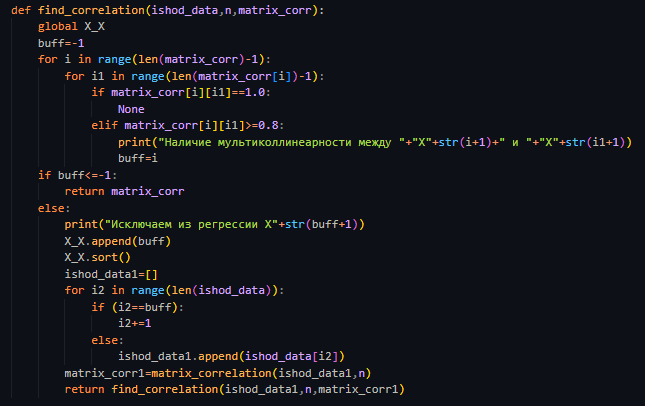 def find_correlation(ishod_data,n,matrix_corr):
    global X_X
    buff=-1
    for i in range(len(matrix_corr)-1):
        for i1 in range(len(matrix_corr[i])-1):
            if matrix_corr[i][i1]==1.0:
                None
            elif matrix_corr[i][i1]>=0.8:
                print("Наличие мультиколлинеарности между "+"X"+str(i+1)+" и "+"X"+str(i1+1))
                buff=i
    if buff<=-1:
        return matrix_corr
    else:
        print("Исключаем из регрессии X"+str(buff+1))
        X_X.append(buff)
        X_X.sort()
        ishod_data1=[]
        for i2 in range(len(ishod_data)):
            if (i2==buff):
                i2+=1
            else:
                ishod_data1.append(ishod_data[i2])
        matrix_corr1=matrix_correlation(ishod_data1,n)
        return find_correlation(ishod_data1,n,matrix_corr1)